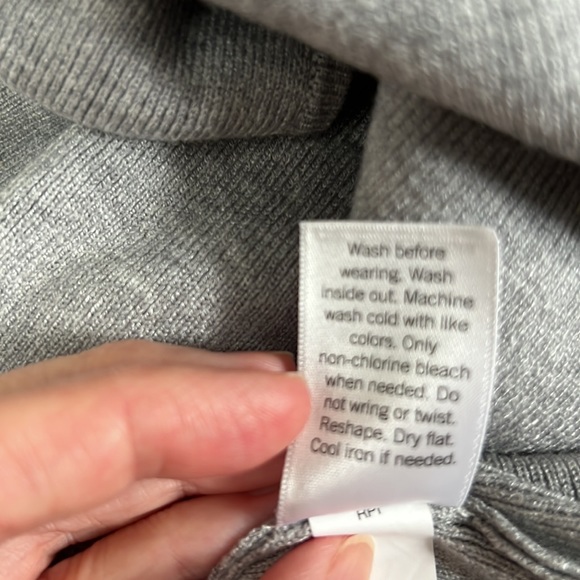 Wash before
wearing. Wash
inside out. Machine
wash cold with like
colors. Only
non-chlorine bleach
when needed. Do
not wring or twist.
Reshape. Dry flat.
Cool iron if needed.